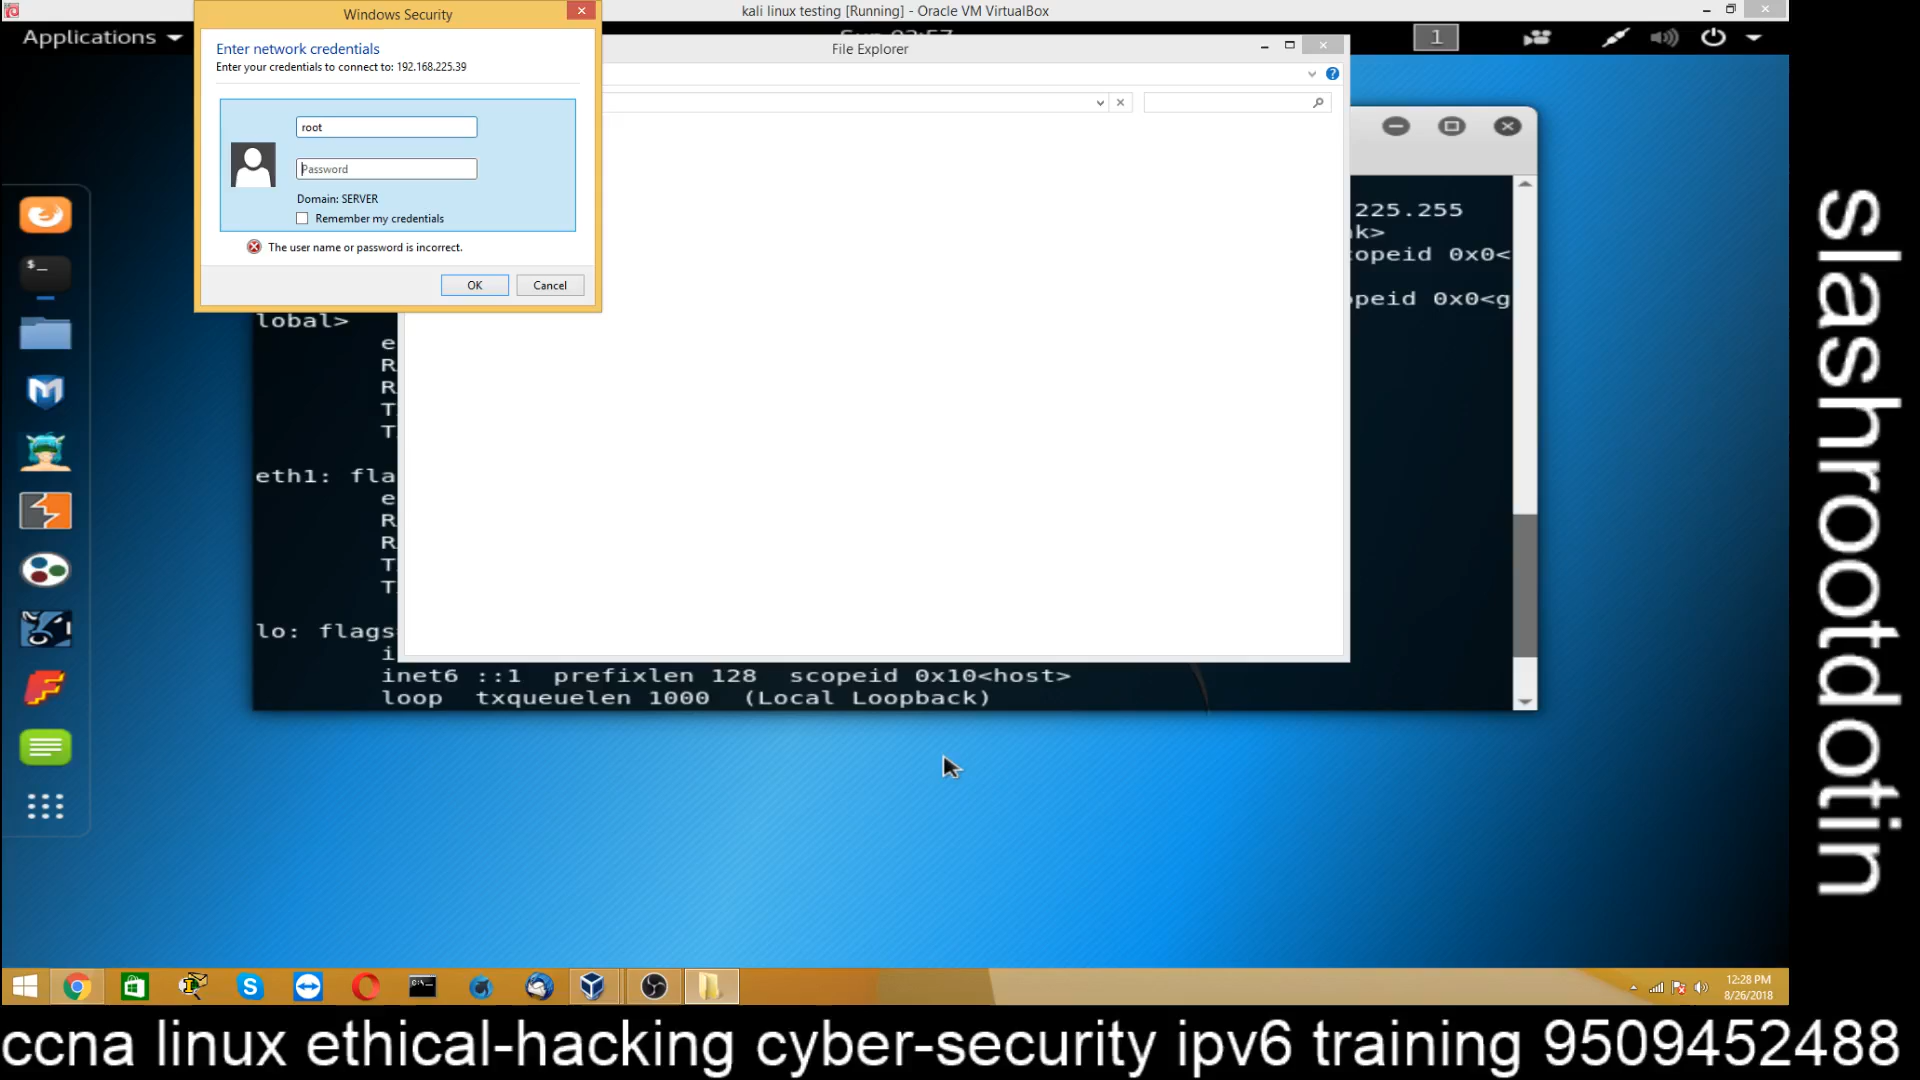 Windows Security
kali linux testing [Running] - Oracle VM VirtualBox
Applications
1
Enter network credentials
Enter your credentials to connect to: 192.168.225.39
File Explorer
root
Password
Domain: SERVER
Remember my credentials
The user name or password is incorrect.
OK
Cancel
225.255
nk>
copeid 0x0<
peid 0x0<g
lobal>
e
R
R
T
T
eth1: fla
e
R
R
T
T
lo: flags
i
inet6 ::1 prefixlen 128 scopeid 0x10<host>
loop txqueuelen 1000 (Local Loopback)
slashrootdotin
12:28 PM
8/26/2018
ccna linux ethical-hacking cyber-security ipv6 training 9509452488